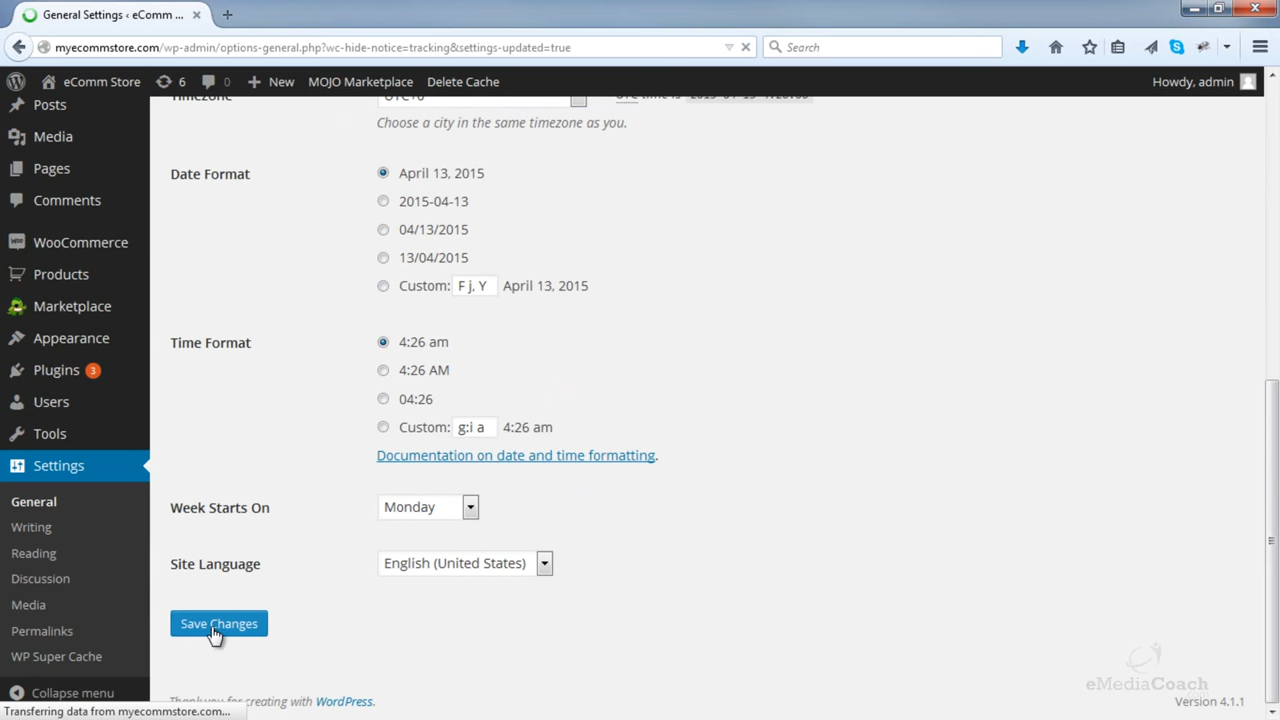 General Settings ‹ eComm ...
myecommstore.com/wp-admin/options-general.php?wc-hide-notice=tracking&settings-updated=true
Search
eComm Store
6
0
New
MOJO Marketplace
Delete Cache
Howdy, admin
Posts
Media
Pages
Comments
WooCommerce
Products
Marketplace
Appearance
Plugins 3
Users
Tools
Settings
General
Writing
Reading
Discussion
Media
Permalinks
WP Super Cache
Collapse menu
Timezone
Choose a city in the same timezone as you.
Date Format
April 13, 2015
2015-04-13
04/13/2015
13/04/2015
Custom: F j, Y April 13, 2015
Time Format
4:26 am
4:26 AM
04:26
Custom: g:i a 4:26 am
Documentation on date and time formatting.
Week Starts On Monday
Site Language English (United States)
Save Changes
Thank you for creating with WordPress.
Version 4.1.1
eMediaCoach
.com
Transferring data from myecommstore.com...